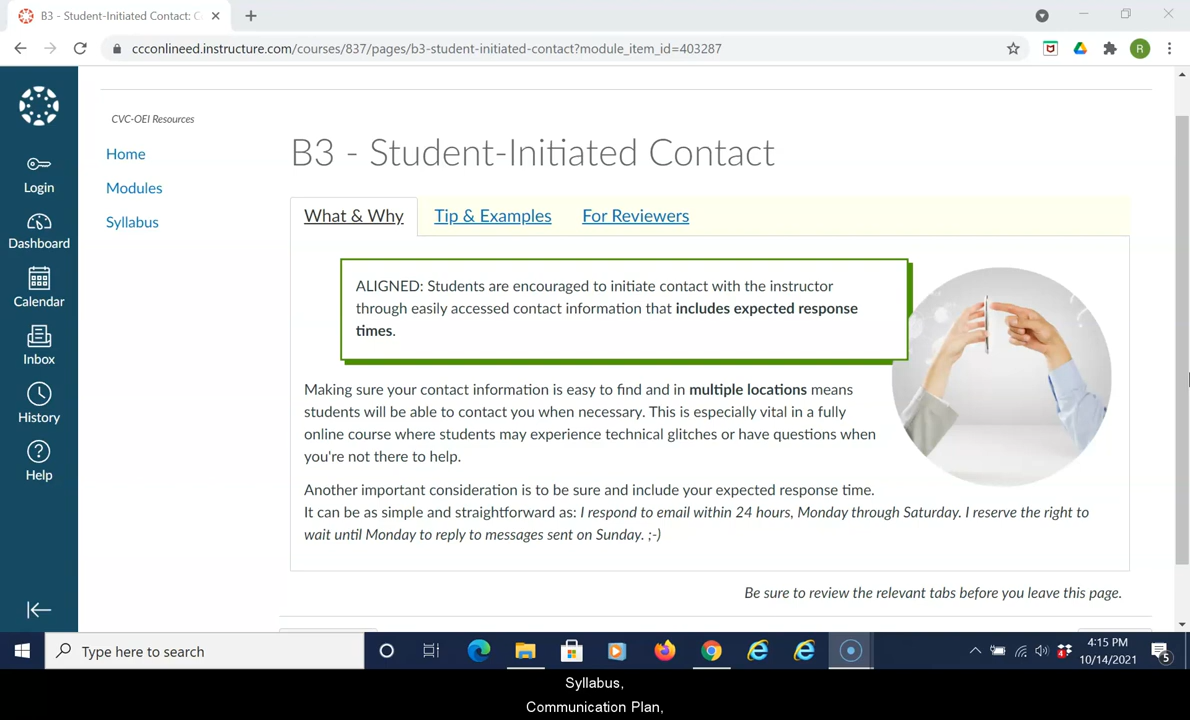 B3 - Student-Initiated Contact: C
ccconlineed.instructure.com/courses/837/pages/b3-student-initiated-contact?module_item_id=403287
R
Login
Dashboard
Calendar
Inbox
History
Help
CVC-OEI Resources
Home
Modules
Syllabus
B3 - Student-Initiated Contact
What & Why
Tip & Examples
For Reviewers
ALIGNED: Students are encouraged to initiate contact with the instructor
through easily accessed contact information that includes expected response
times.
Making sure your contact information is easy to find and in multiple locations means
students will be able to contact you when necessary. This is especially vital in a fully
online course where students may experience technical glitches or have questions when
you're not there to help.
Another important consideration is to be sure and include your expected response time.
It can be as simple and straightforward as: I respond to email within 24 hours, Monday through Saturday. I reserve the right to
wait until Monday to reply to messages sent on Sunday. ;-)
Be sure to review the relevant tabs before you leave this page.
Type here to search
4:15 PM
10/14/2021
5
Syllabus,
Communication Plan,